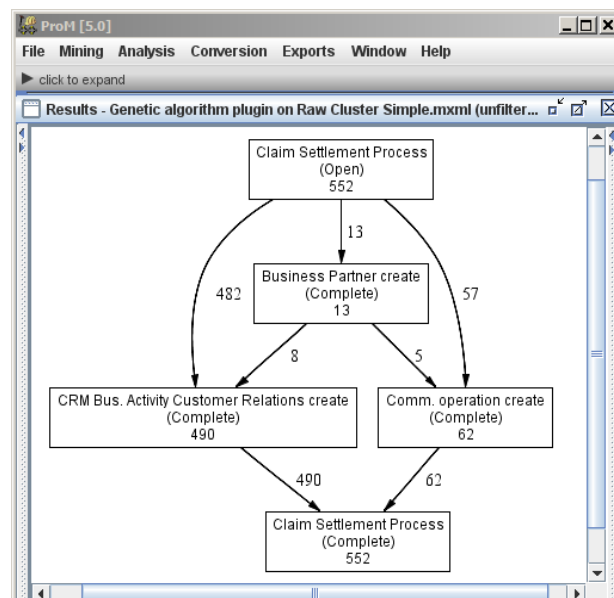 ProM [5.0]
File Mining Analysis Conversion Exports Window Help
click to expand
Results - Genetic algorithm plugin on Raw Cluster Simple.mxml (unfilter...
Claim Settlement Process
(Open)
552
13
Business Partner create
(Complete)
13
482
57
8
5
CRM Bus. Activity Customer Relations create
(Complete)
490
Comm. operation create
(Complete)
62
490
62
Claim Settlement Process
(Complete)
552